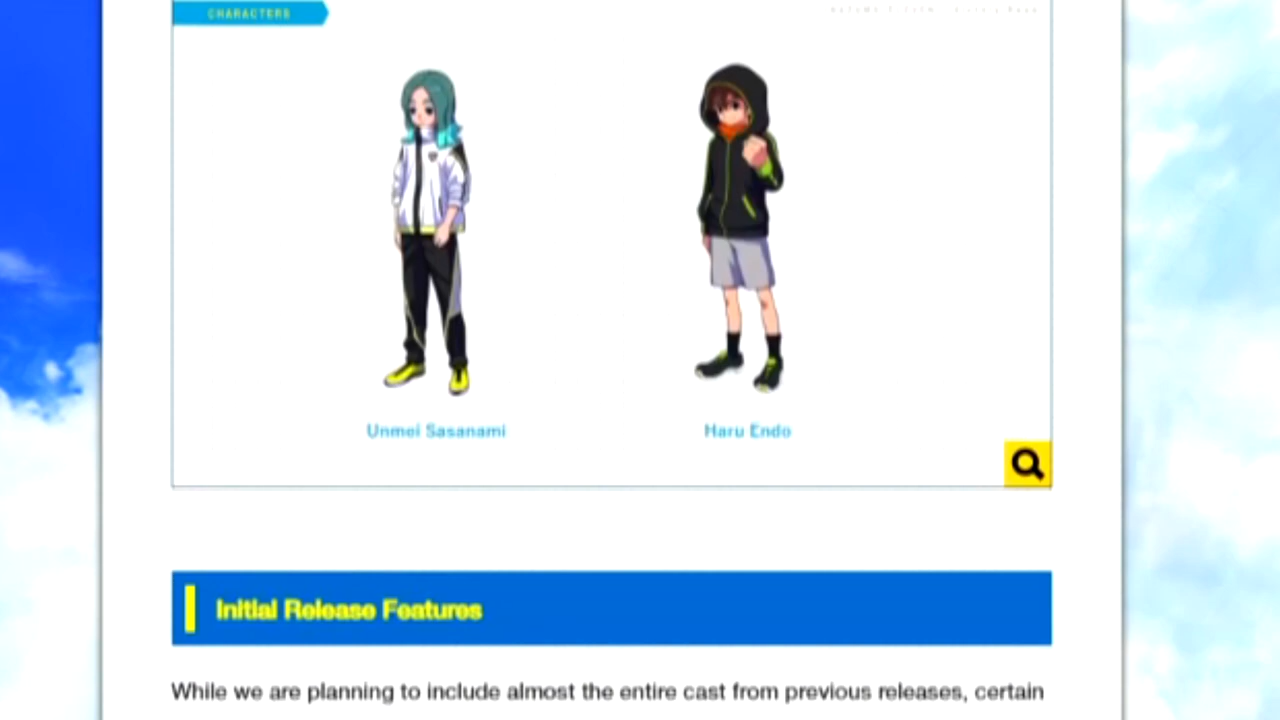 CHARACTERS
Unmei Sasanami
Haru Endo
Initial Release Features
While we are planning to include almost the entire cast from previous releases, certain